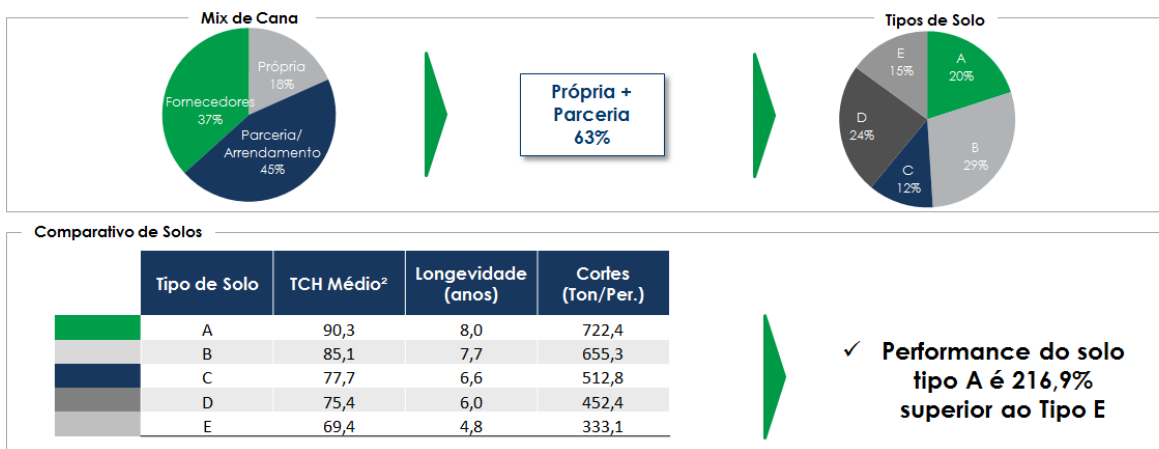 Mix de Cana
Própria
18%
Fornecedores
37%
Parceria/
Arrendamento
45%
Própria +
Parceria
63%
Tipos de Solo
A
20%
B
29%
C
12%
D
24%
E
15%
Comparativo de Solos
Tipo de Solo TCH Médio² Longevidade (anos) Cortes (Ton/Per.)
A 90,3 8,0 722,4
B 85,1 7,7 655,3
C 77,7 6,6 512,8
D 75,4 6,0 452,4
E 69,4 4,8 333,1
✓ Performance do solo
tipo A é 216,9%
superior ao Tipo E